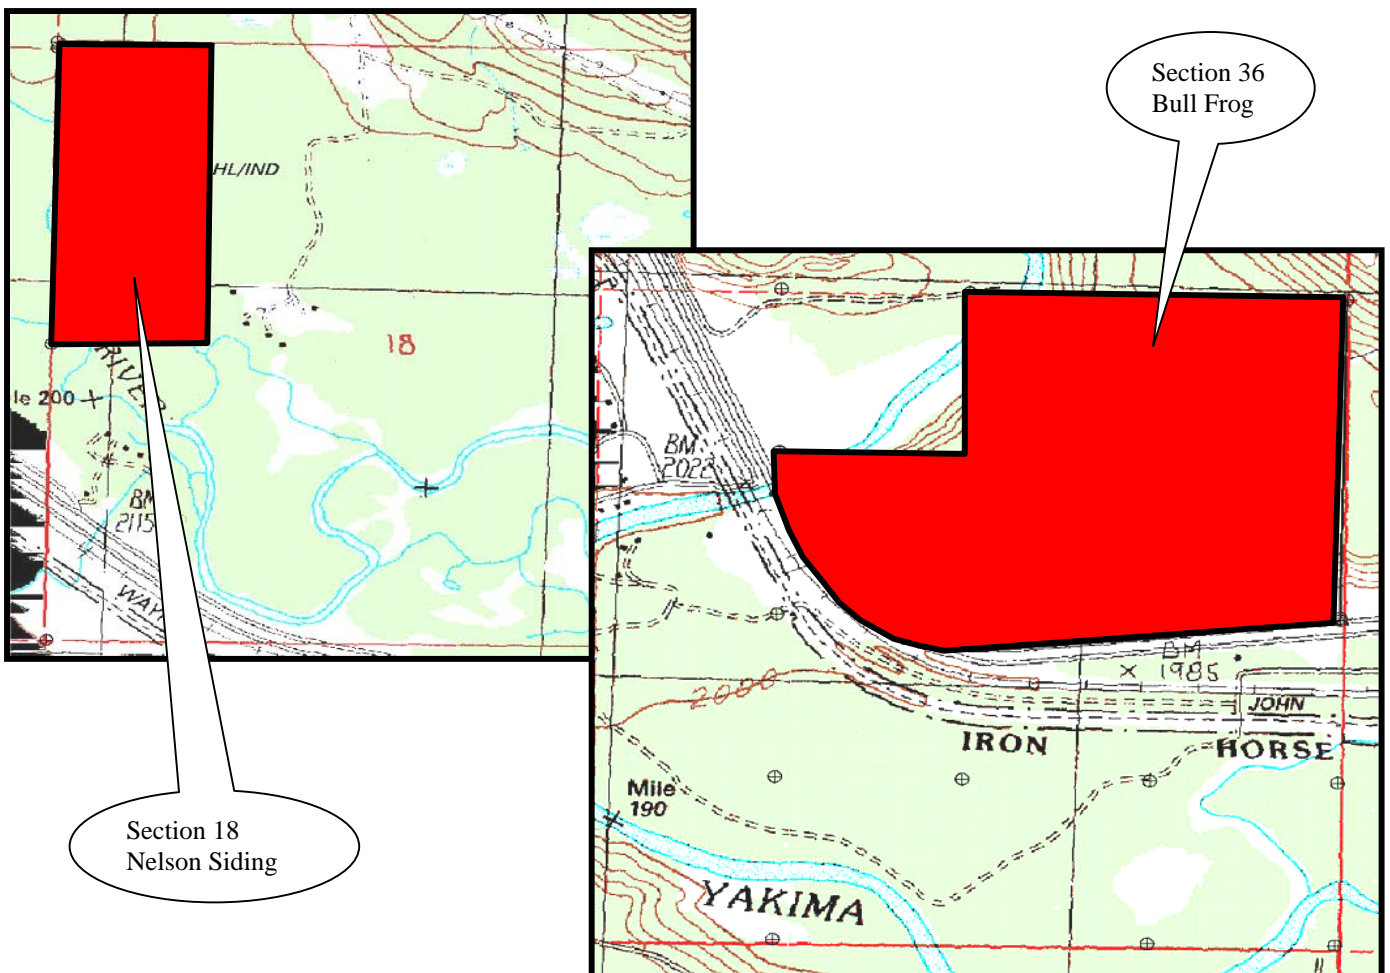 Section 36
Bull Frog
HL/IND
18
RIVER
le 200
BM
2115
WAY
BM
2022
2000
BM
1985
JOHN
IRON HORSE
Mile
190
YAKIMA
Section 18
Nelson Siding